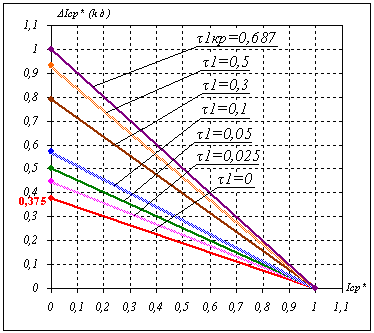 ΔIср* (кд)
1,1
1
0,9
0,8
0,7
0,6
0,5
0,4
0,375
0,3
0,2
0,1
0
τ1кр=0,687
τ1=0,5
τ1=0,3
τ1=0,1
τ1=0,05
τ1=0,025
τ1=0
Iср*
0 0,1 0,2 0,3 0,4 0,5 0,6 0,7 0,8 0,9 1 1,1